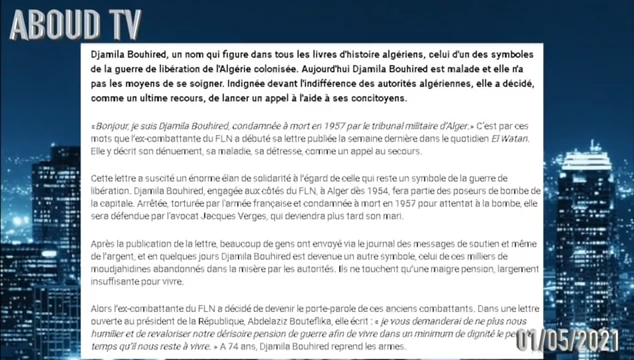 ABOUD TV
Djamila Bouhired, un nom qui figure dans tous les livres d'histoire algériens, celui d'un des symboles
de la guerre de libération de l'Algérie colonisée. Aujourd'hui Djamila Bouhired est malade et elle n'a
pas les moyens de se soigner. Indignée devant l'indifférence des autorités algériennes, elle a décidé,
comme un ultime recours, de lancer un appel à l'aide à ses concitoyens.
«Bonjour, je suis Djamila Bouhired, condamnée à mort en 1957 par le tribunal militaire d'Alger.» C'est par ces
mots que l'ex-combattante du FLN a débuté sa lettre publiée la semaine dernière dans le quotidien El Watan.
Elle y décrit son dénuement, sa maladie, sa détresse, comme un appel au secours.
Cette lettre a suscité un énorme élan de solidarité à l'égard de celle qui reste un symbole de la guerre de
libération. Djamila Bouhired, engagée aux côtés du FLN, à Alger dès 1954, fera partie des poseurs de bombe de
la capitale. Arrêtée, torturée par l'armée française et condamnée à mort en 1957 pour attentat à la bombe, elle
sera défendue par l'avocat Jacques Verges, qui deviendra plus tard son mari.
Après la publication de la lettre, beaucoup de gens ont envoyé via le journal des messages de soutien et même
de l'argent, et en quelques jours Djamila Bouhired est devenue un autre symbole, celui de ces milliers de
moudjahidines abandonnés dans la misère par les autorités. Ils ne touchent qu'une maigre pension, largement
insuffisante pour vivre.
Alors l'ex-combattante du FLN a décidé de devenir le porte-parole de ces anciens combattants. Dans une lettre
ouverte au président de la République, Abdelaziz Bouteflika, elle écrit : « je vous demanderai de ne plus nous
humilier et de revaloriser notre dérisoire pension de guerre afin de vivre dans un minimum de dignité le
temps qu'il nous reste à vivre. » A 74 ans, Djamila Bouhired reprend les armes.
01/05/2021